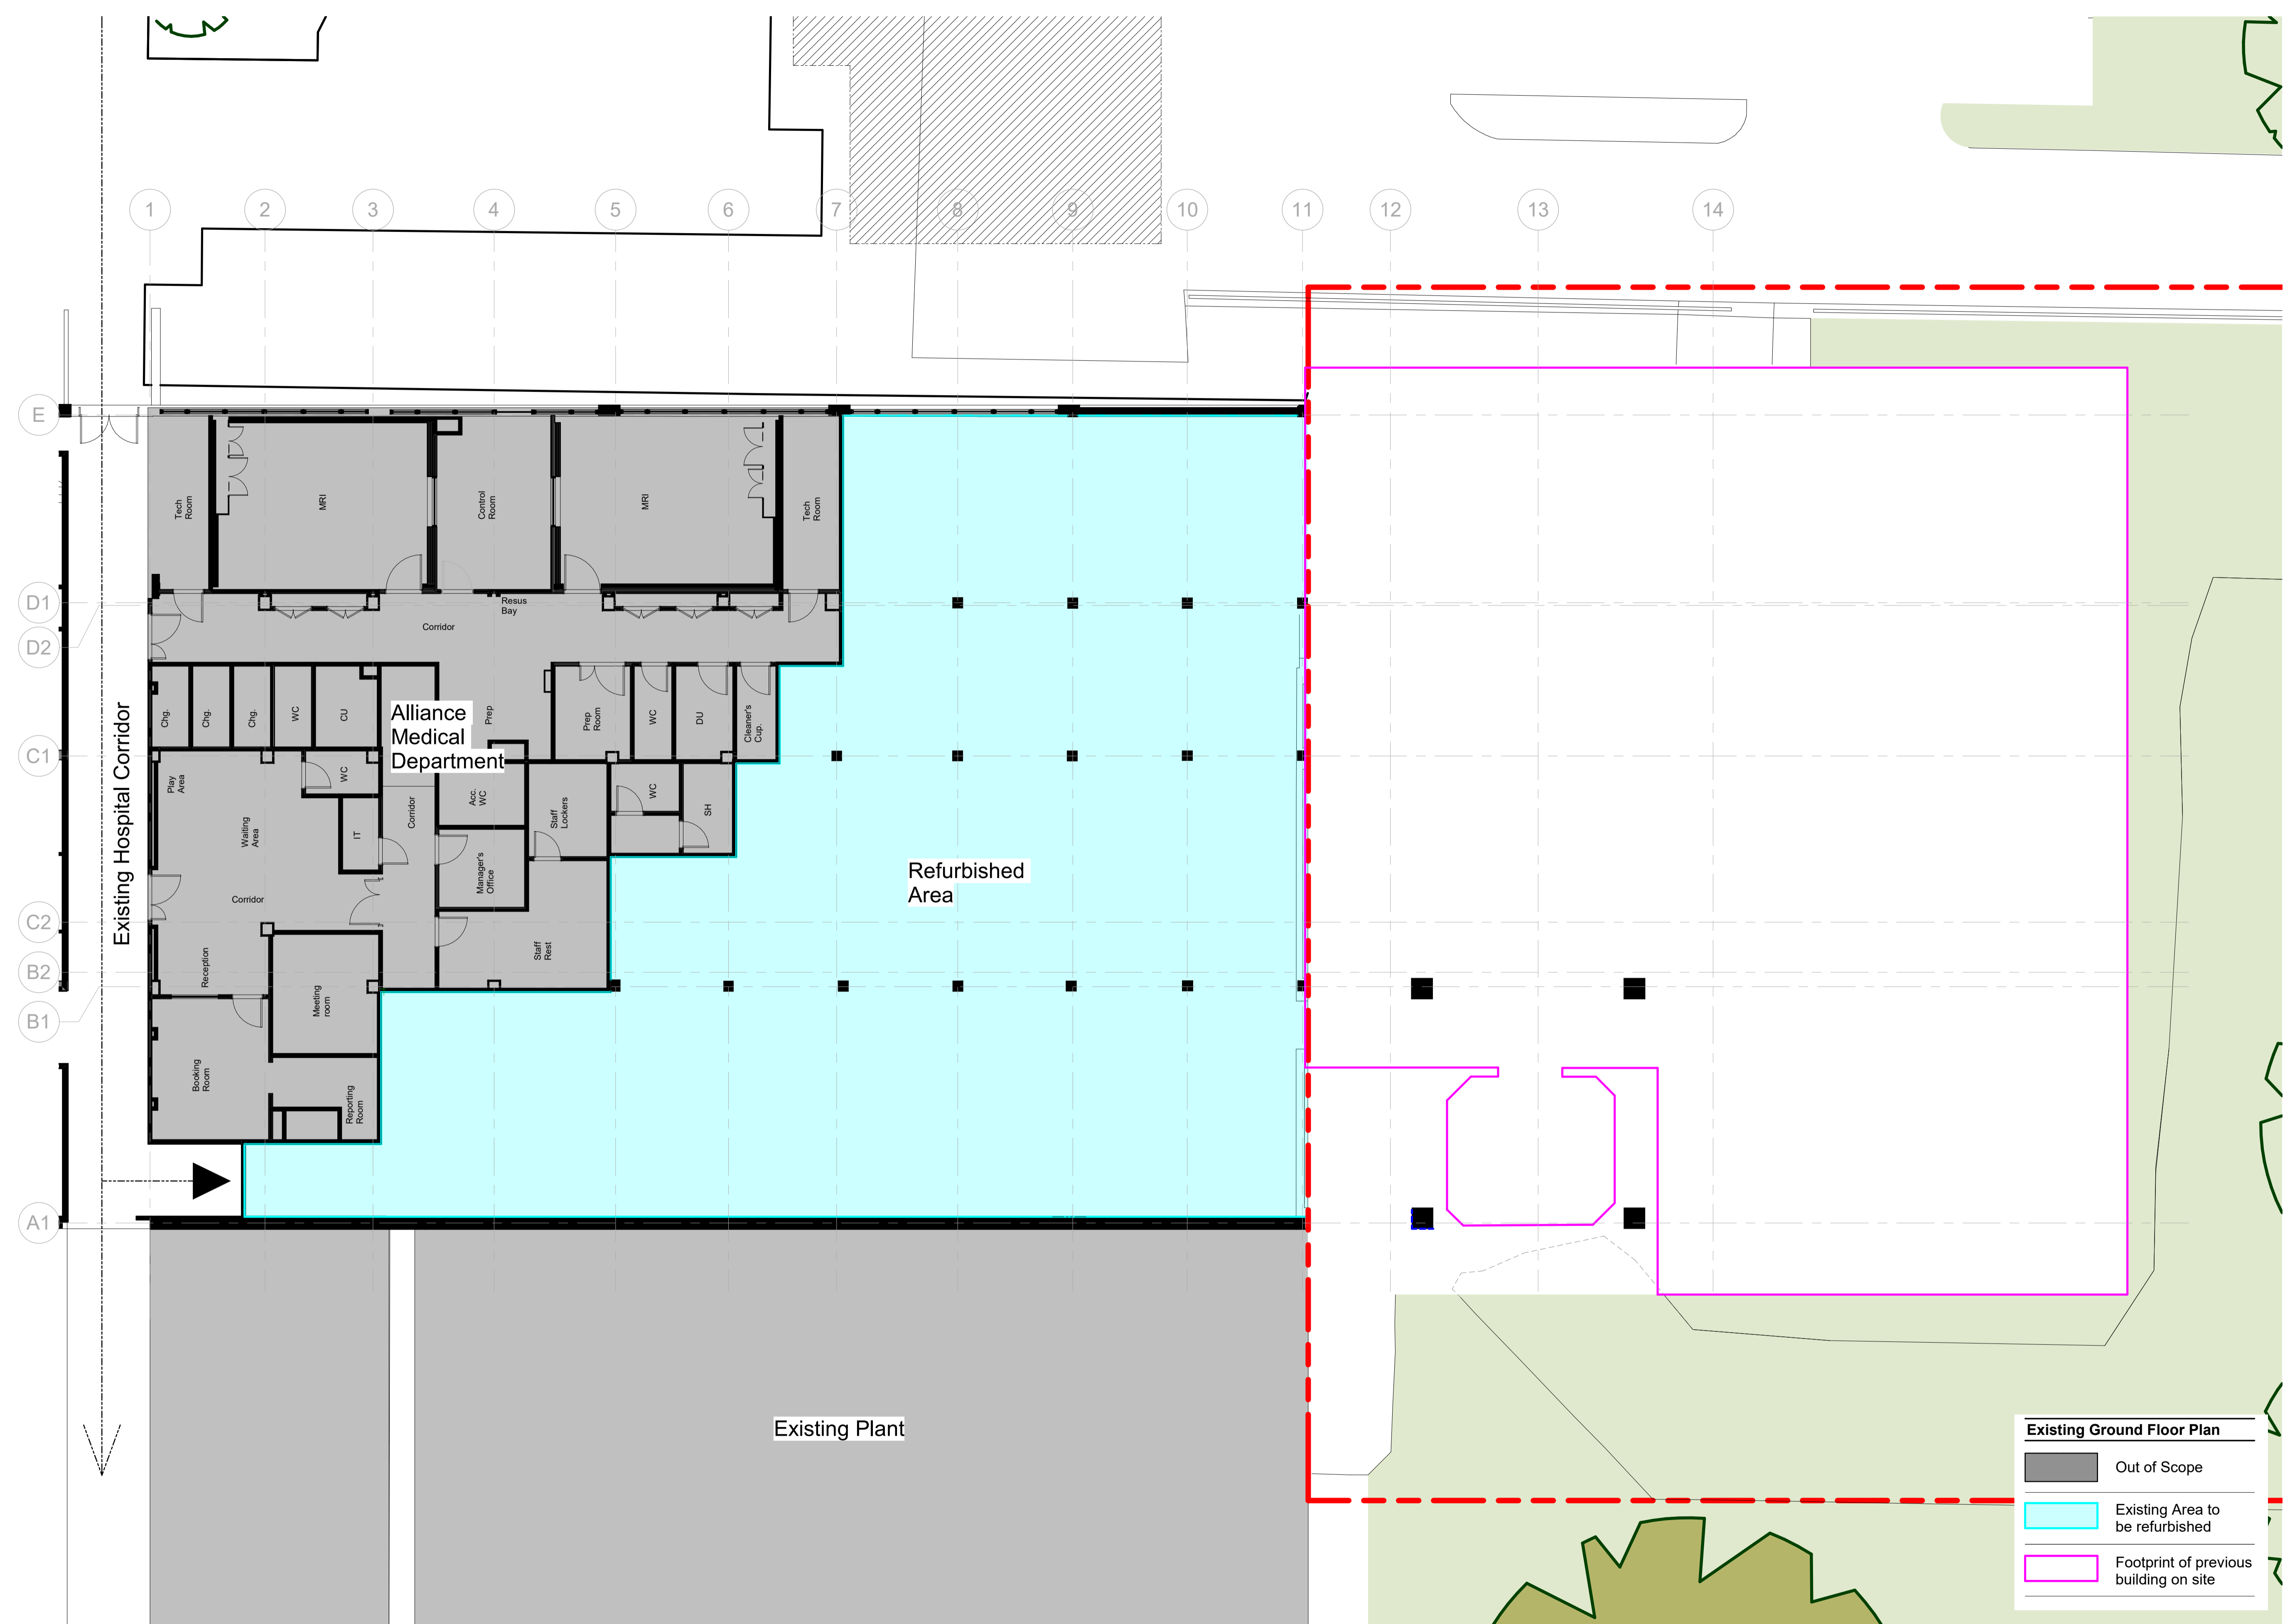 1
2
3
4
5
6
7
8
9
10
11
12
13
14
E
D1
D2
C1
C2
B2
B1
A1
Existing Hospital Corridor
Tech
Room
MRI
Control
Room
MRI
Tech
Room
Resus
Bay
Corridor
Chg.
Chg.
Chg.
WC
CU
Alliance
Medical
Department
Prep
Prep
Room
WC
DU
Cleaner's
Cup.
Play
Area
WC
Waiting
Area
IT
Corridor
Acc.
WC
Staff
Lockers
WC
SH
Manager's
Office
Corridor
Reception
Staff
Rest
Meeting
room
Booking
Room
Reporting
Room
Refurbished
Area
Existing Plant
Existing Ground Floor Plan
Out of Scope
Existing Area to
be refurbished
Footprint of previous
building on site